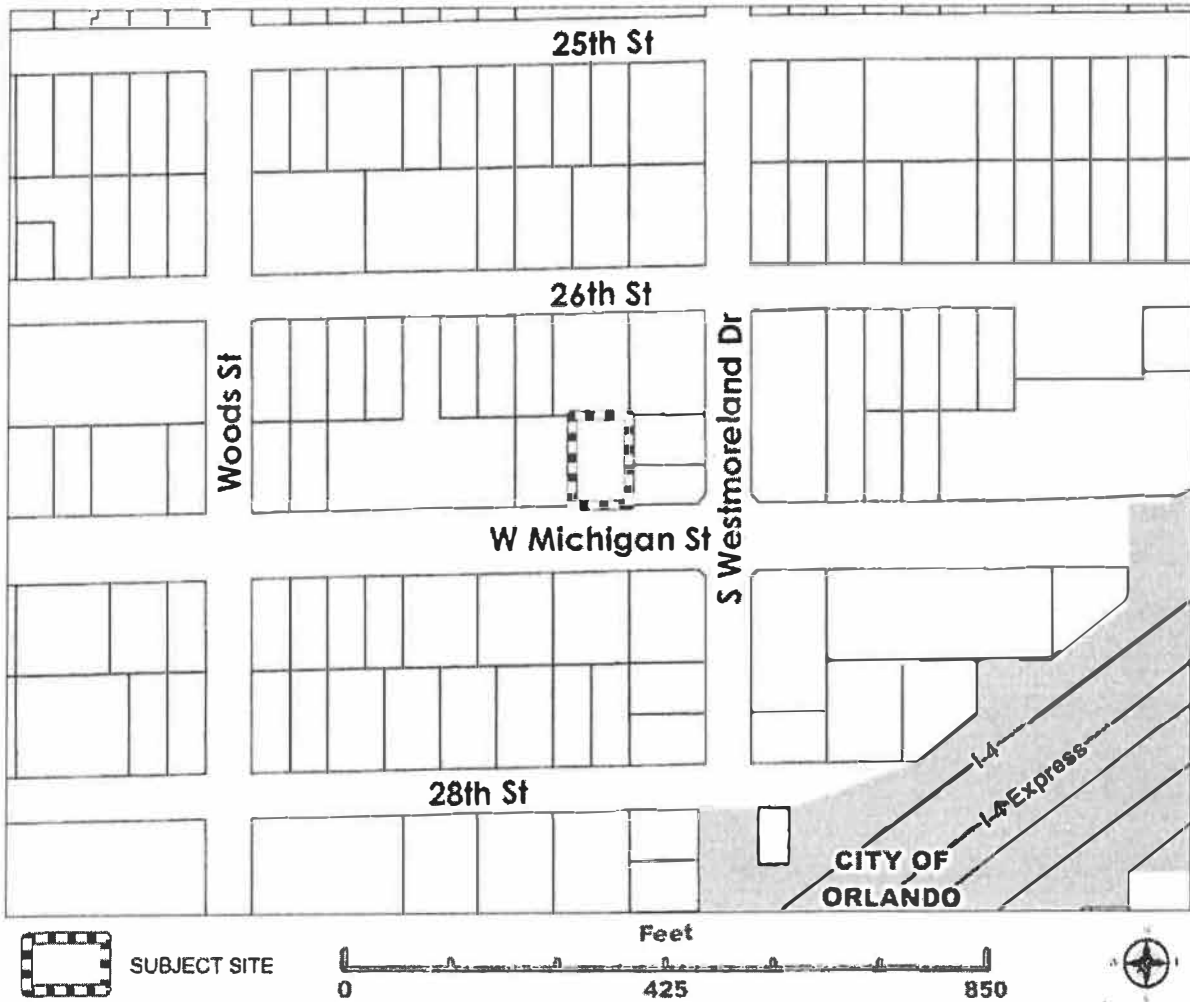 25th St
26th St
Woods St
S Westmoreland Dr
W Michigan St
28th St
I-4
I-4 Express
CITY OF
ORLANDO
SUBJECT SITE
Feet
0 425 850